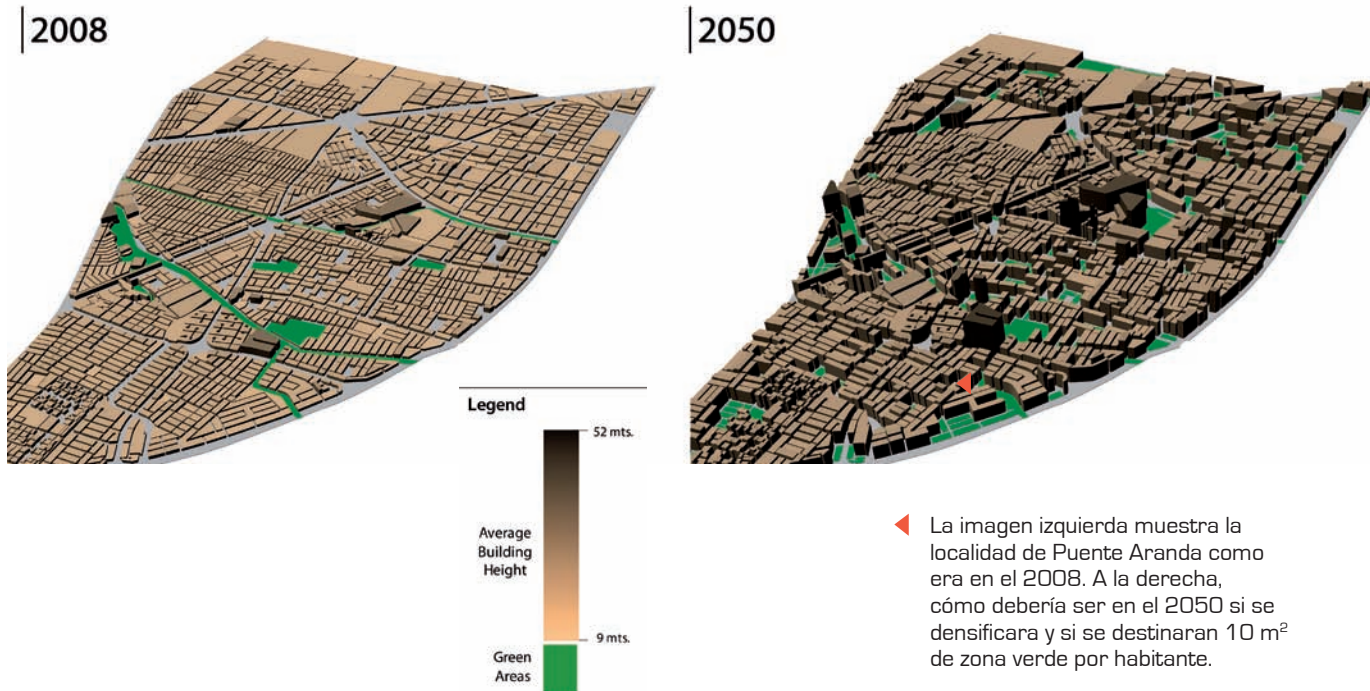 2008
2050
Legend
52 mts.
Average
Building
Height
9 mts.
Green
Areas
La imagen izquierda muestra la
localidad de Puente Aranda como
era en el 2008. A la derecha,
cómo debería ser en el 2050 si se
densificara y si se destinaran 10 m²
de zona verde por habitante.